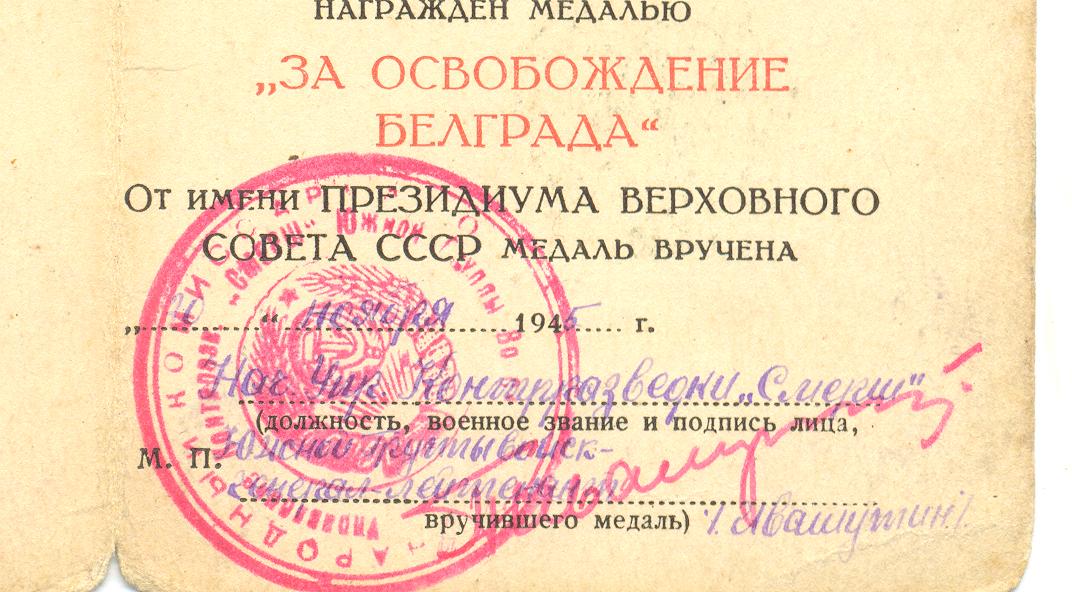 НАГРАЖДЕН МЕДАЛЬЮ
„ЗА ОСВОБОЖДЕНИЕ
БЕЛГРАДА“
От имени ПРЕЗИДИУМА ВЕРХОВНОГО
СОВЕТА СССР МЕДАЛЬ ВРУЧЕНА
ноября 1945 г.
Нач. Упр. Контрразведки „Смерш“
(должность, военное звание и подпись лица,
М. П. Южной Группы войск-
генерал-лейтенант
вручившего медаль) /Ивашутин/